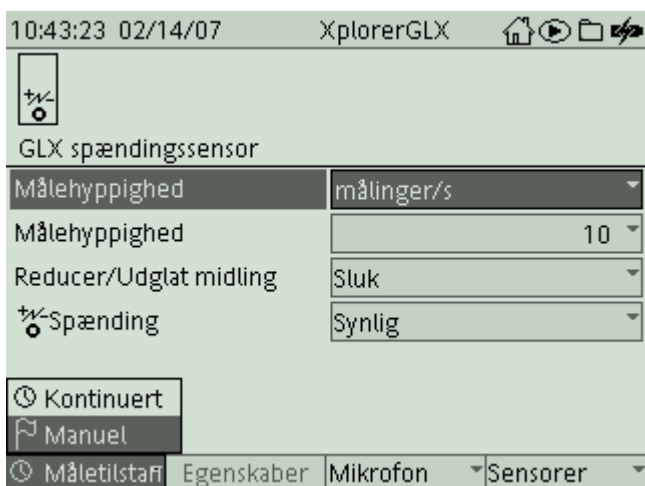 10:43:23 02/14/07 XplorerGLX
GLX spændingssensor
Målehyppighed målinger/s
Målehyppighed 10
Reducer/Udglat midling Sluk
Spænding Synlig
Kontinuert
Manuel
Egenskaber Mikrofon Sensorer